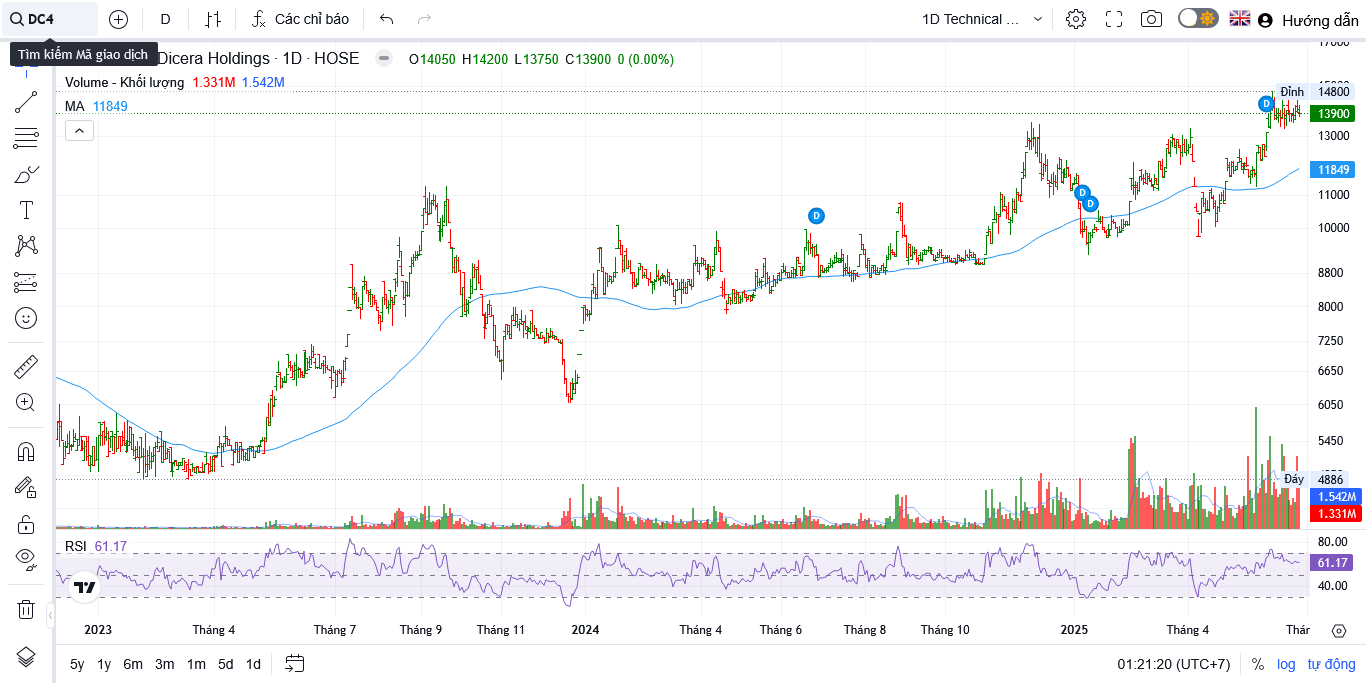 DC4
D
Các chỉ báo
1D Technical ...
Hướng dẫn
Tìm kiếm Mã giao dịch
Dicera Holdings · 1D · HOSE
O14050 H14200 L13750 C13900 0 (0.00%)
Volume - Khối lượng 1.331M 1.542M
MA 11849
D
D
D
D
17000
Đỉnh 14800
13900
13000
11849
11000
10000
8800
8000
7250
6650
6050
5450
Đáy 4886
1.542M
1.331M
RSI 61.17
80.00
61.17
40.00
2023
Tháng 4
Tháng 7
Tháng 9
Tháng 11
2024
Tháng 4
Tháng 6
Tháng 8
Tháng 10
2025
Tháng 4
Thár
5y 1y 6m 3m 1m 5d 1d
01:21:20 (UTC+7)
% log tự động